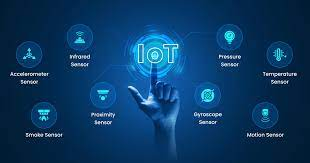 IoT
Infrared
Sensor
Pressure
Sensor
Accelerometer
Sensor
Temperature
Sensor
Proximity
Sensor
Gyroscope
Sensor
Smoke Sensor
Motion Sensor